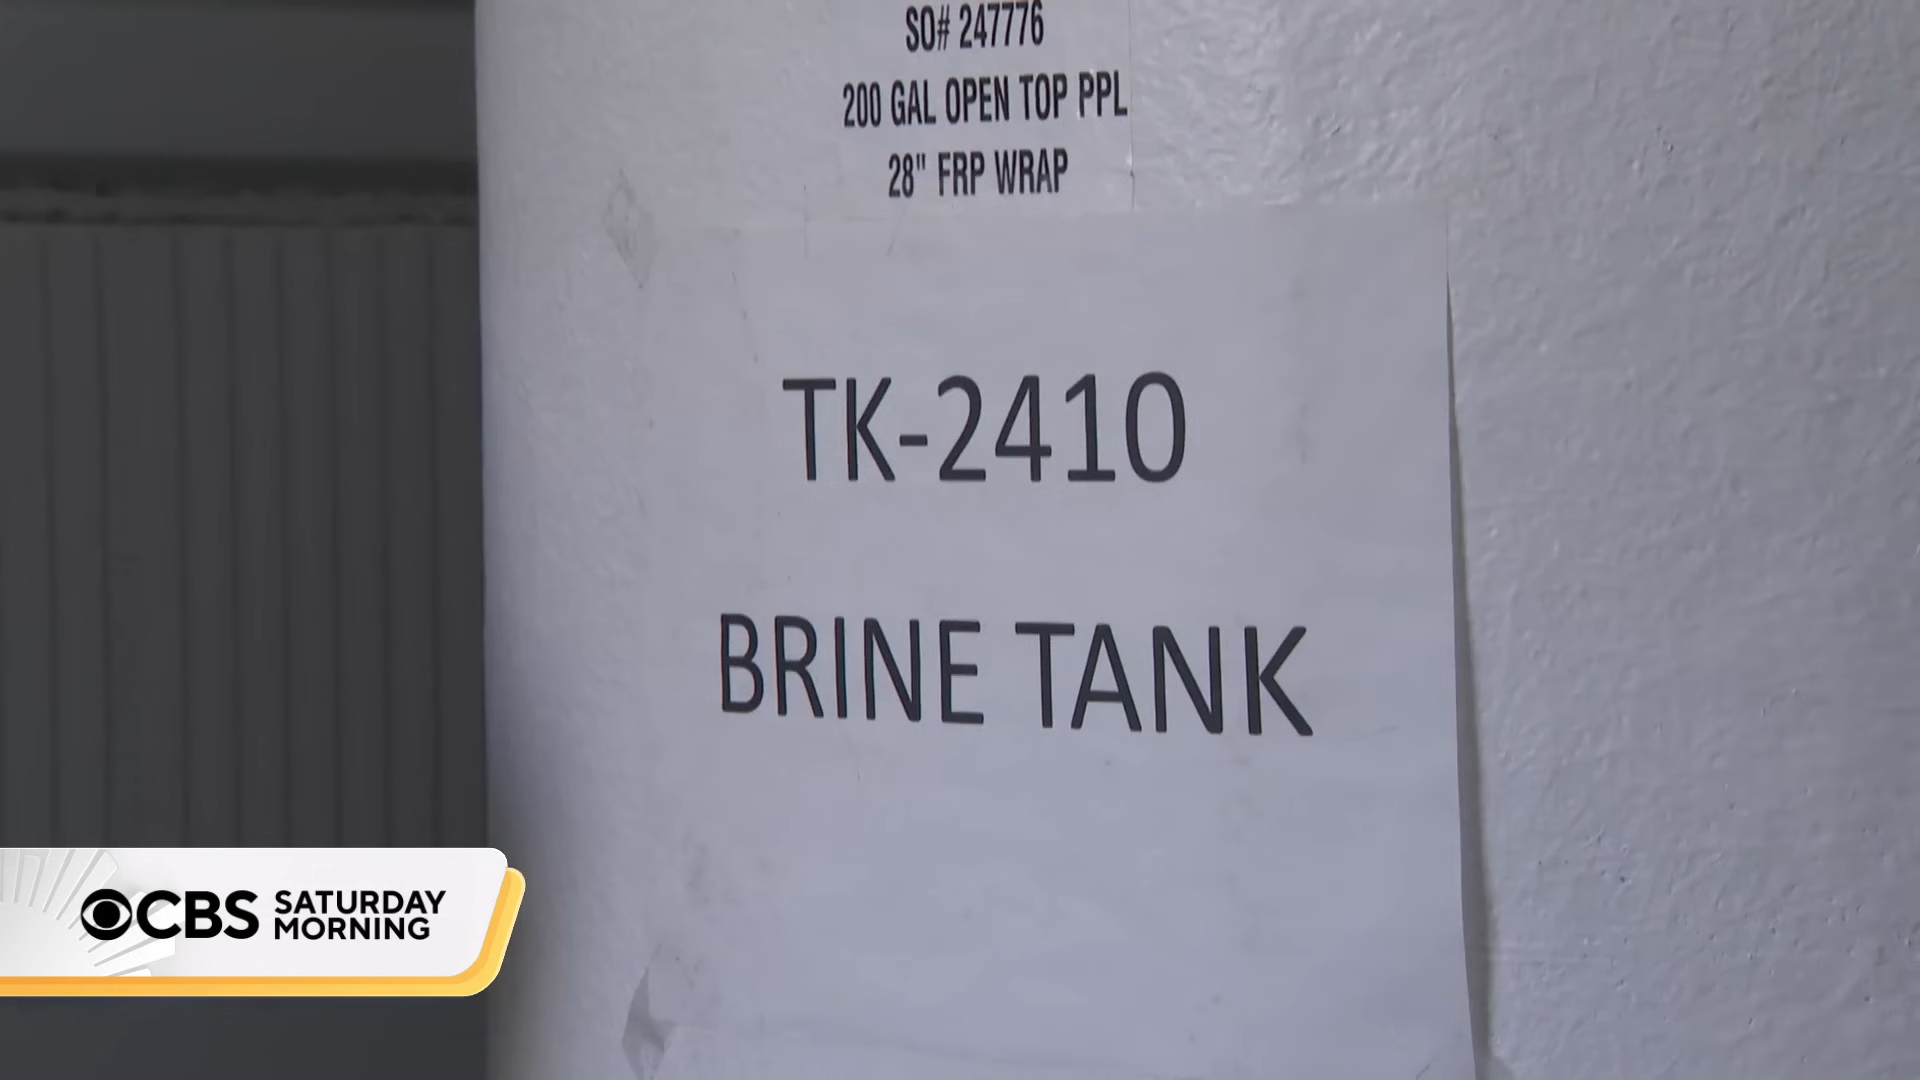 SO# 247776
200 GAL OPEN TOP PPL
28" FRP WRAP
TK-2410
BRINE TANK
CBS SATURDAY
MORNING